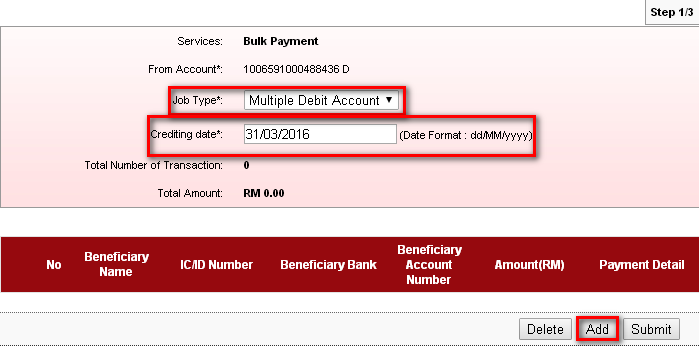 Step 1/3
Services: Bulk Payment
From Account*: 1006591000488436 D
Job Type*: Multiple Debit Account
Crediting date*: 31/03/2016 (Date Format : dd/MM/yyyy)
Total Number of Transaction: 0
Total Amount: RM 0.00
No Beneficiary Name IC/ID Number Beneficiary Bank Beneficiary Account Number Amount(RM) Payment Detail
Delete Add Submit